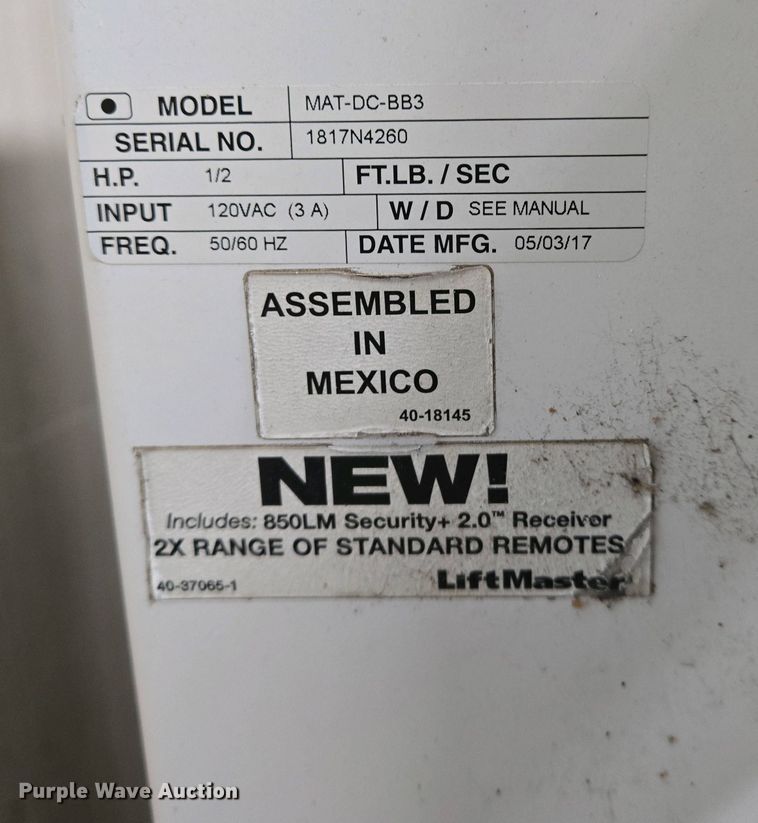 MODEL MAT-DC-BB3
SERIAL NO. 1817N4260
H.P. 1/2 FT.LB. / SEC
INPUT 120VAC (3 A) W / D SEE MANUAL
FREQ. 50/60 HZ DATE MFG. 05/03/17
ASSEMBLED
IN
MEXICO
40-18145
NEW!
Includes: 850LM Security+ 2.0™ Receiver
2X RANGE OF STANDARD REMOTES
40-37065-1 LiftMaster
Purple Wave Auction